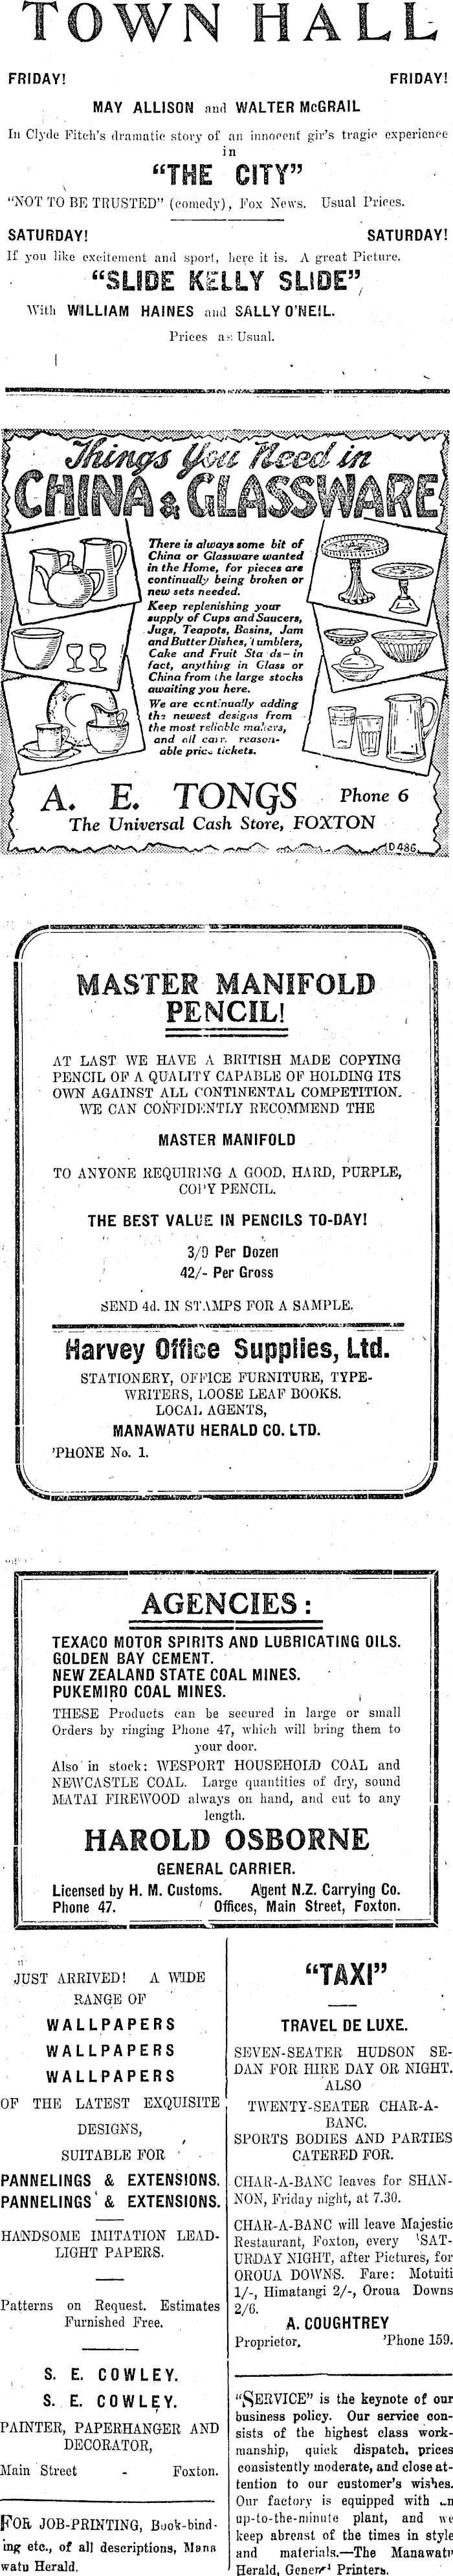 TOWN HALL
FRIDAY! FRIDAY!
MAY ALLISON and WALTER McGRAIL
In Clyde Fitch's dramatic story of an innocent gir's tragic experience
in
"THE CITY"
"NOT TO BE TRUSTED" (comedy), Fox News. Usual Prices.
SATURDAY! SATURDAY!
If you like excitement and sport, here it is. A great Picture.
"SLIDE KELLY SLIDE",
With WILLIAM HAINES and SALLY O'NEIL.
Prices as Usual.
Things You Need in
CHINA & GLASSWARE
There is always some bit of
China or Glassware wanted
in the Home, for pieces are
continually being broken or
new sets needed.
Keep replenishing your
supply of Cups and Saucers,
Jugs, Teapots, Basins, Jam
and Butter Dishes, Tumblers,
Cake and Fruit Sta ds—in
fact, anything in Glass or
China from the large stocks
awaiting you here.
We are continually adding
the newest designs from
the most reliable makers,
and all carr. reason-
able price tickets.
A. E. TONGS Phone 6
The Universal Cash Store, FOXTON
D486
MASTER MANIFOLD
PENCIL!
AT LAST WE HAVE A BRITISH MADE COPYING
PENCIL OF A QUALITY CAPABLE OF HOLDING ITS
OWN AGAINST ALL CONTINENTAL COMPETITION.
WE CAN CONFIDENTLY RECOMMEND THE
MASTER MANIFOLD
TO ANYONE REQUIRING A GOOD, HARD, PURPLE,
COPY PENCIL.
THE BEST VALUE IN PENCILS TO-DAY!
3/9 Per Dozen
42/- Per Gross
SEND 4d. IN STAMPS FOR A SAMPLE.
Harvey Office Supplies, Ltd.
STATIONERY, OFFICE FURNITURE, TYPE-
WRITERS, LOOSE LEAF BOOKS.
LOCAL AGENTS,
MANAWATU HERALD CO. LTD.
'PHONE No. 1.
AGENCIES:
TEXACO MOTOR SPIRITS AND LUBRICATING OILS.
GOLDEN BAY CEMENT.
NEW ZEALAND STATE COAL MINES.
PUKEMIRO COAL MINES.
THESE Products can be secured in large or small
Orders by ringing Phone 47, which will bring them to
your door.
Also in stock: WESPORT HOUSEHOLD COAL and
NEWCASTLE COAL. Large quantities of dry, sound
MATAI FIREWOOD always on hand, and cut to any
length.
HAROLD OSBORNE
GENERAL CARRIER.
Licensed by H. M. Customs. Agent N.Z. Carrying Co.
Phone 47. Offices, Main Street, Foxton.
JUST ARRIVED! A WIDE
RANGE OF
WALLPAPERS
WALLPAPERS
WALLPAPERS
OF THE LATEST EXQUISITE
DESIGNS,
SUITABLE FOR
PANNELINGS & EXTENSIONS.
PANNELINGS & EXTENSIONS.
HANDSOME IMITATION LEAD-
LIGHT PAPERS.
Patterns on Request. Estimates
Furnished Free.
S. E. COWLEY.
S. E. COWLEY.
PAINTER, PAPERHANGER AND
DECORATOR,
Main Street - Foxton.
FOR JOB-PRINTING, Book-bind-
ing etc., of all descriptions, Mana
watu Herald.
"TAXI"
TRAVEL DE LUXE.
SEVEN-SEATER HUDSON SE-
DAN FOR HIRE DAY OR NIGHT.
ALSO
TWENTY-SEATER CHAR-A-
BANC.
SPORTS BODIES AND PARTIES
CATERED FOR.
CHAR-A-BANC leaves for SHAN-
NON, Friday night, at 7.30.
CHAR-A-BANC will leave Majestic
Restaurant, Foxton, every SAT-
URDAY NIGHT, after Pictures, for
OROUA DOWNS. Fare: Motuiti
1/-, Himatangi 2/-, Oroua Downs
2/6.
A. COUGHTREY
Proprietor. 'Phone 159.
"SERVICE" is the keynote of our
business policy. Our service con-
sists of the highest class work-
manship, quick dispatch, prices
consistently moderate, and close at-
tention to our customer's wishes.
Our factory is equipped with an
up-to-the-minute plant, and we
keep abreast of the times in style
and materials.—The Manawatu
Herald, General Printers.